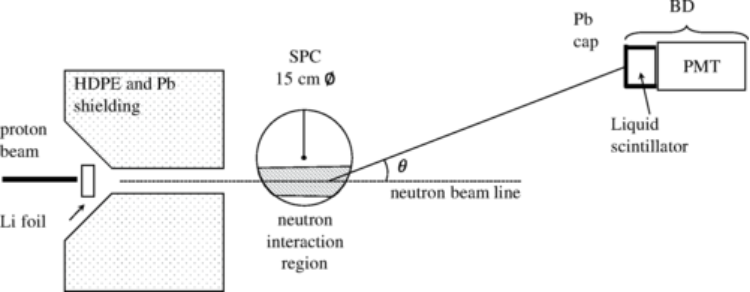 BD
Pb
cap
PMT
SPC
15 cm Ø
HDPE and Pb
shielding
Liquid
scintillator
proton
beam
θ
neutron beam line
Li foil
neutron
interaction
region